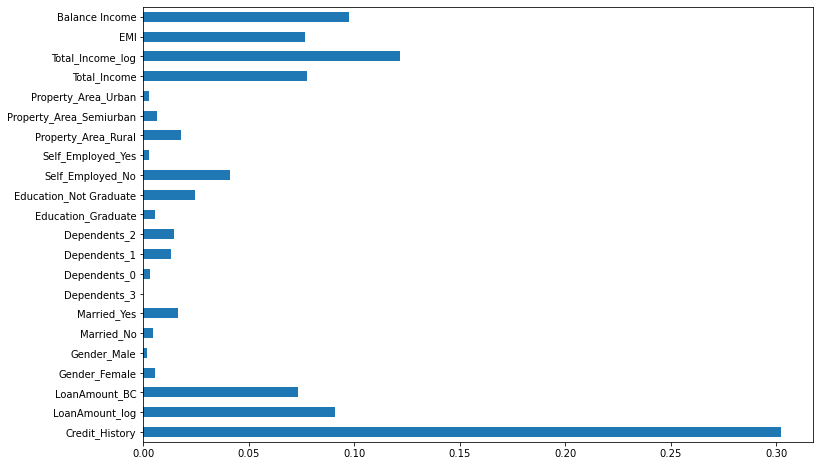 Balance Income
EMI
Total_Income_log
Total_Income
Property_Area_Urban
Property_Area_Semiurban
Property_Area_Rural
Self_Employed_Yes
Self_Employed_No
Education_Not Graduate
Education_Graduate
Dependents_2
Dependents_1
Dependents_0
Dependents_3
Married_Yes
Married_No
Gender_Male
Gender_Female
LoanAmount_BC
LoanAmount_log
Credit_History
0.00 0.05 0.10 0.15 0.20 0.25 0.30